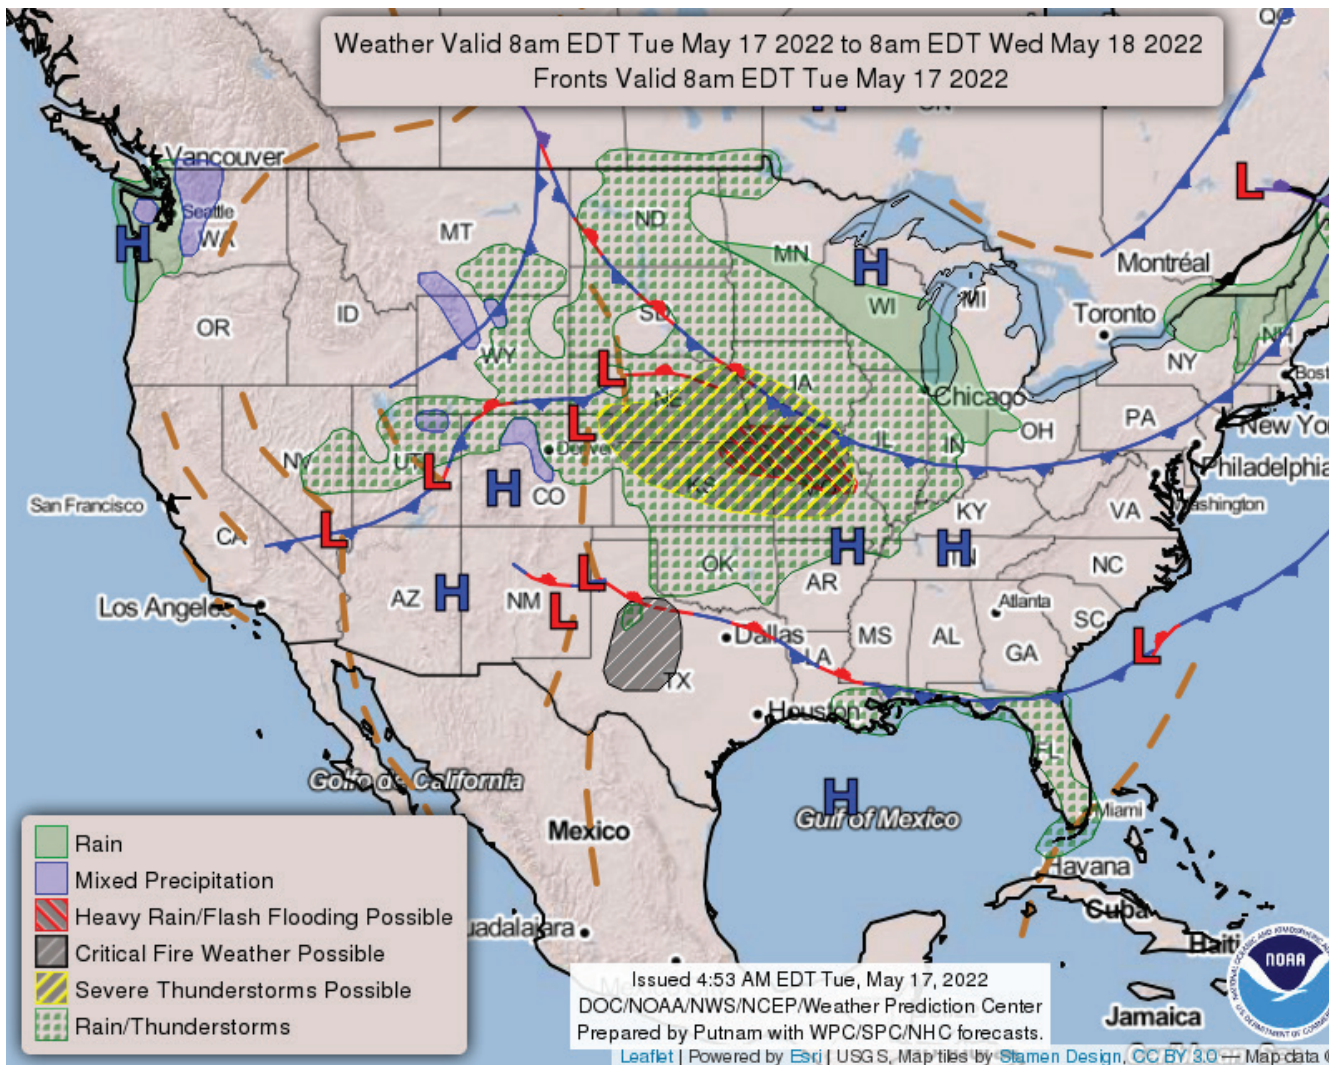 Weather Valid 8am EDT Tue May 17 2022 to 8am EDT Wed May 18 2022
Fronts Valid 8am EDT Tue May 17 2022
QC
Vancouver
Seattle
WA
MT
ND
MN
Montréal
OR
ID
WY
SD
WI
MI
Toronto
NY
NH
NE
IA
Chicago
PA
NV
UT
Denver
IL
IN
OH
New Yor
Philadelphia
San Francisco
CO
KS
KY
VA
Washington
CA
AZ
NM
OK
AR
TN
NC
Los Angeles
Dallas
LA
MS
AL
Atlanta
GA
SC
TX
Houston
FL
Golfo de California
Gulf of Mexico
Miami
Mexico
Havana
Cuba
Haiti
Jamaica
H
H
H
H
H
H
H
L
L
L
L
L
L
L
L
Rain
Mixed Precipitation
Heavy Rain/Flash Flooding Possible
Critical Fire Weather Possible
Severe Thunderstorms Possible
Rain/Thunderstorms
Issued 4:53 AM EDT Tue, May 17, 2022
DOC/NOAA/NWS/NCEP/Weather Prediction Center
Prepared by Putnam with WPC/SPC/NHC forecasts.
NOAA
Leaflet | Powered by Esri | USGS, Map tiles by Stamen Design, CC BY 3.0 — Map data ©